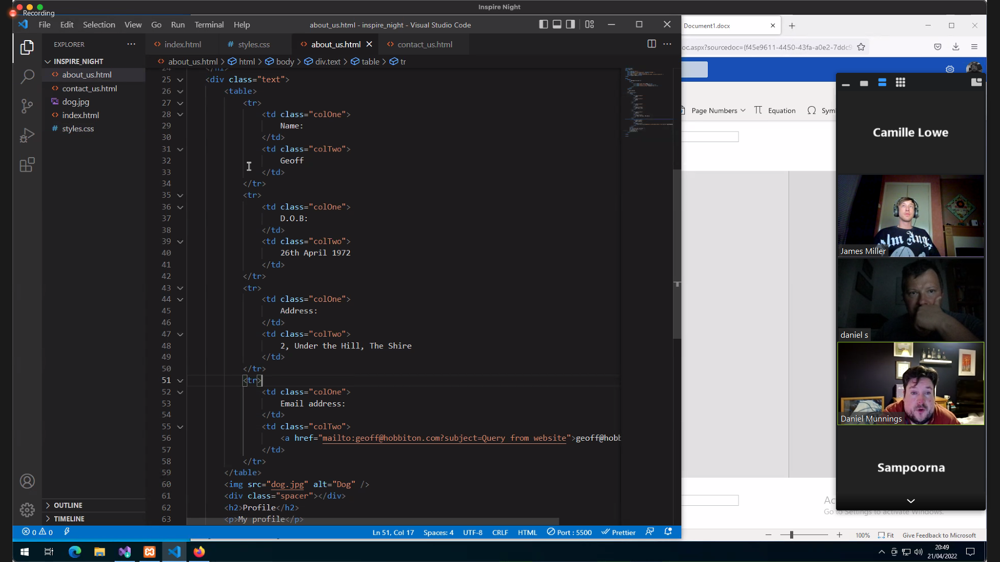 Inspire Night
Recording
File Edit Selection View Go Run Terminal Help
about_us.html - inspire_night - Visual Studio Code
Document1.docx
EXPLORER
index.html
styles.css
about_us.html
contact_us.html
oc.aspx?sourcedoc={f45e9611-4450-43fa-a0e2-7ddc9
INSPIRE_NIGHT
about_us.html
contact_us.html
dog.jpg
index.html
styles.css
about_us.html > html > body > div.text > table > tr
24 </h1>
25 <div class="text">
26 <table>
27 <tr>
28 <td class="colOne">
29 Name:
30 </td>
31 <td class="colTwo">
32 Geoff
33 </td>
34 </tr>
35 <tr>
36 <td class="colOne">
37 D.O.B:
38 </td>
39 <td class="colTwo">
40 26th April 1972
41 </td>
42 </tr>
43 <tr>
44 <td class="colOne">
45 Address:
46 </td>
47 <td class="colTwo">
48 2, Under the Hill, The Shire
49 </td>
50 </tr>
51 <tr>
52 <td class="colOne">
53 Email address:
54 </td>
55 <td class="colTwo">
56 <a href="mailto:geoff@hobbiton.com?subject=Query from website">geoff@hobb
57 </td>
58 </tr>
59 </table>
60 <img src="dog.jpg" alt="Dog" />
61 <div class="spacer"></div>
62 <h2>Profile</h2>
63 <p>My profile</p>
Page Numbers
Equation
Sym
Camille Lowe
James Miller
daniel s
Daniel Munnings
Sampoorna
Ac
Go to Settings to activate Windows.
OUTLINE
TIMELINE
0 0
Ln 51, Col 17
Spaces: 4
UTF-8
CRLF
HTML
Port : 5500
Prettier
100%
Fit
Give Feedback to Microsoft
20:49
21/04/2022